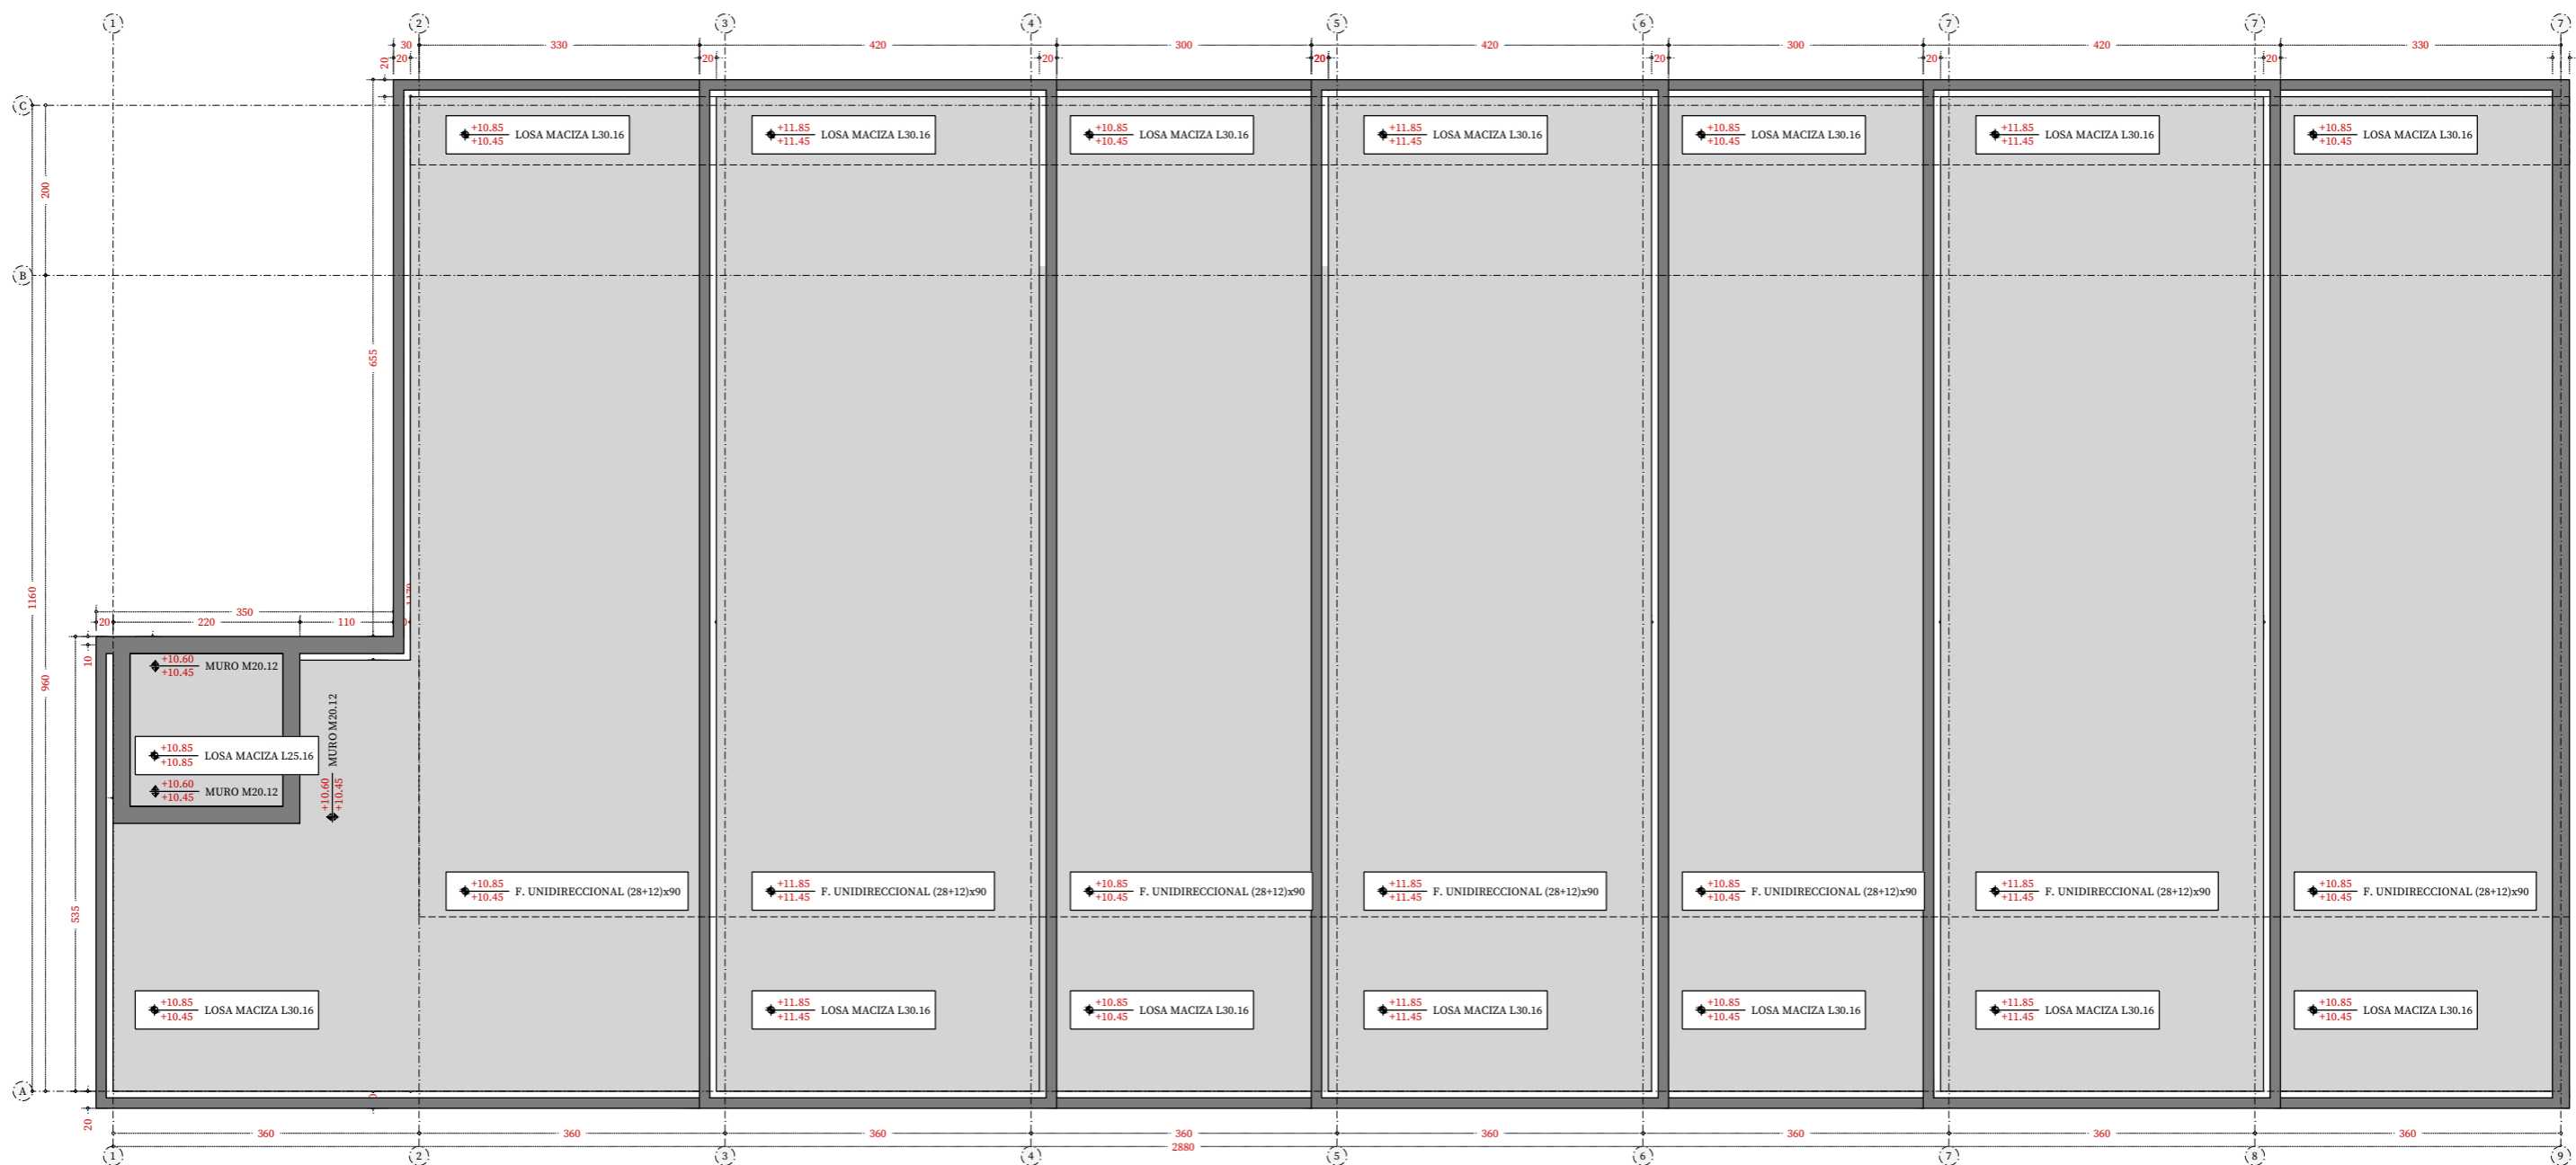 1 2 3 4 5 6 7 7 7
30 330 420 300 420 300 420 330
20 20 20 20 20 20 20 20
C
+10.85 LOSA MACIZA L30.16 +11.85 LOSA MACIZA L30.16 +10.85 LOSA MACIZA L30.16 +11.85 LOSA MACIZA L30.16 +10.85 LOSA MACIZA L30.16 +11.85 LOSA MACIZA L30.16 +10.85 LOSA MACIZA L30.16
+10.45 +11.45 +10.45 +11.45 +10.45 +11.45 +10.45
200
B
655
1160
350
20 220 110
10
960
+10.60 MURO M20.12
+10.45
MURO M20.12
+10.60
+10.45
+10.85 LOSA MACIZA L25.16
+10.85
+10.60 MURO M20.12
+10.45
535
+10.85 F. UNIDIRECCIONAL (28+12)x90 +11.85 F. UNIDIRECCIONAL (28+12)x90 +10.85 F. UNIDIRECCIONAL (28+12)x90 +11.85 F. UNIDIRECCIONAL (28+12)x90 +10.85 F. UNIDIRECCIONAL (28+12)x90 +11.85 F. UNIDIRECCIONAL (28+12)x90 +10.85 F. UNIDIRECCIONAL (28+12)x90
+10.45 +11.45 +10.45 +11.45 +10.45 +11.45 +10.45
+10.85 LOSA MACIZA L30.16 +11.85 LOSA MACIZA L30.16 +10.85 LOSA MACIZA L30.16 +11.85 LOSA MACIZA L30.16 +10.85 LOSA MACIZA L30.16 +11.85 LOSA MACIZA L30.16 +10.85 LOSA MACIZA L30.16
+10.45 +11.45 +10.45 +11.45 +10.45 +11.45 +10.45
A
20
360 360 360 360 360 360 360 360
2880
1 2 3 4 5 6 7 8 9